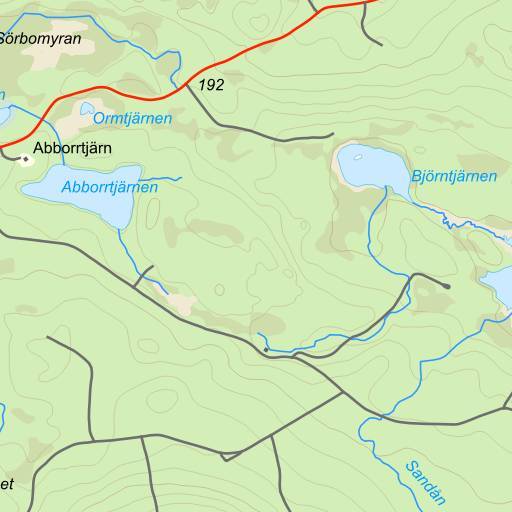 Sörbomyran
192
n
Ormtjärnen
Abborrtjärn
Abborrtjärnen
Björntjärnen
Sandån
et